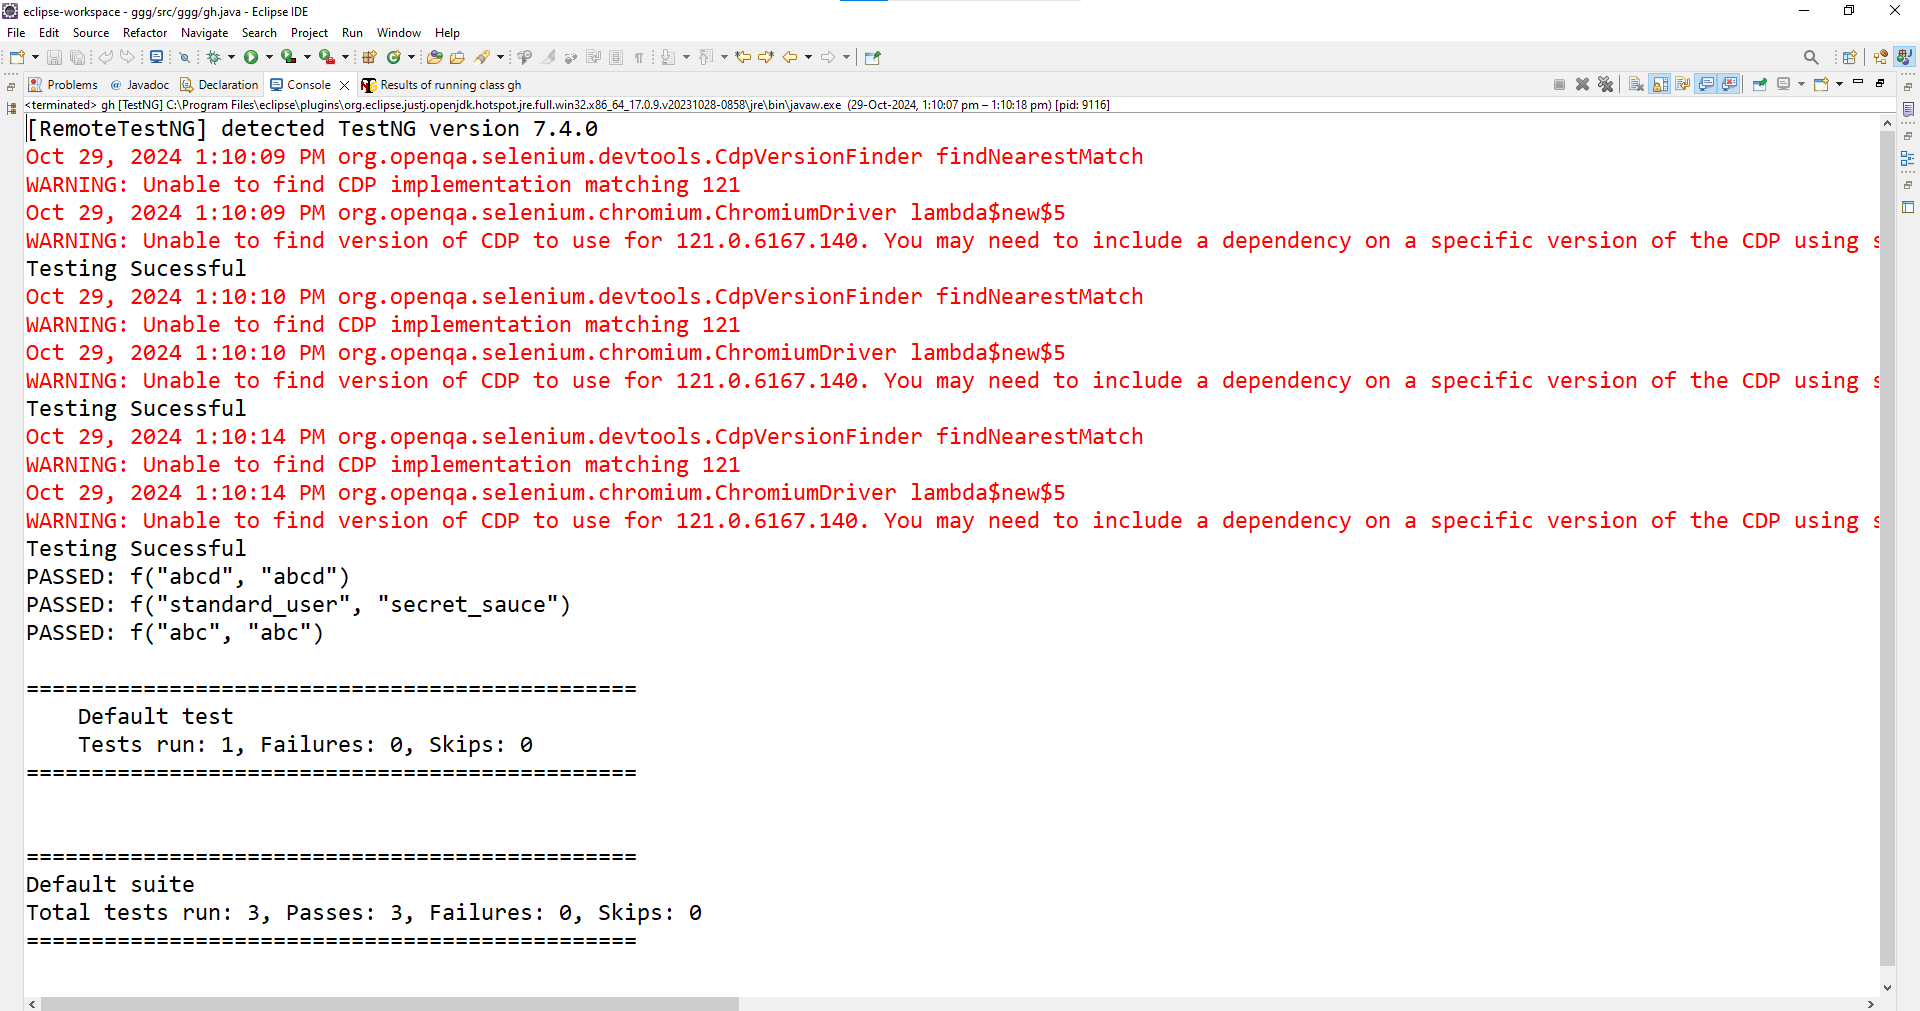 eclipse-workspace - ggg/src/ggg/gh.java - Eclipse IDE
File Edit Source Refactor Navigate Search Project Run Window Help
Problems @ Javadoc Declaration Console Results of running class gh
<terminated> gh [TestNG] C:\Program Files\eclipse\plugins\org.eclipse.justj.openjdk.hotspot.jre.full.win32.x86_64_17.0.9.v20231028-0858\jre\bin\javaw.exe (29-Oct-2024, 1:10:07 pm – 1:10:18 pm) [pid: 9116]
[RemoteTestNG] detected TestNG version 7.4.0
Oct 29, 2024 1:10:09 PM org.openqa.selenium.devtools.CdpVersionFinder findNearestMatch
WARNING: Unable to find CDP implementation matching 121
Oct 29, 2024 1:10:09 PM org.openqa.selenium.chromium.ChromiumDriver lambda$new$5
WARNING: Unable to find version of CDP to use for 121.0.6167.140. You may need to include a dependency on a specific version of the CDP using s
Testing Sucessful
Oct 29, 2024 1:10:10 PM org.openqa.selenium.devtools.CdpVersionFinder findNearestMatch
WARNING: Unable to find CDP implementation matching 121
Oct 29, 2024 1:10:10 PM org.openqa.selenium.chromium.ChromiumDriver lambda$new$5
WARNING: Unable to find version of CDP to use for 121.0.6167.140. You may need to include a dependency on a specific version of the CDP using s
Testing Sucessful
Oct 29, 2024 1:10:14 PM org.openqa.selenium.devtools.CdpVersionFinder findNearestMatch
WARNING: Unable to find CDP implementation matching 121
Oct 29, 2024 1:10:14 PM org.openqa.selenium.chromium.ChromiumDriver lambda$new$5
WARNING: Unable to find version of CDP to use for 121.0.6167.140. You may need to include a dependency on a specific version of the CDP using s
Testing Sucessful
PASSED: f("abcd", "abcd")
PASSED: f("standard_user", "secret_sauce")
PASSED: f("abc", "abc")
===============================================
Default test
Tests run: 1, Failures: 0, Skips: 0
===============================================
===============================================
Default suite
Total tests run: 3, Passes: 3, Failures: 0, Skips: 0
===============================================